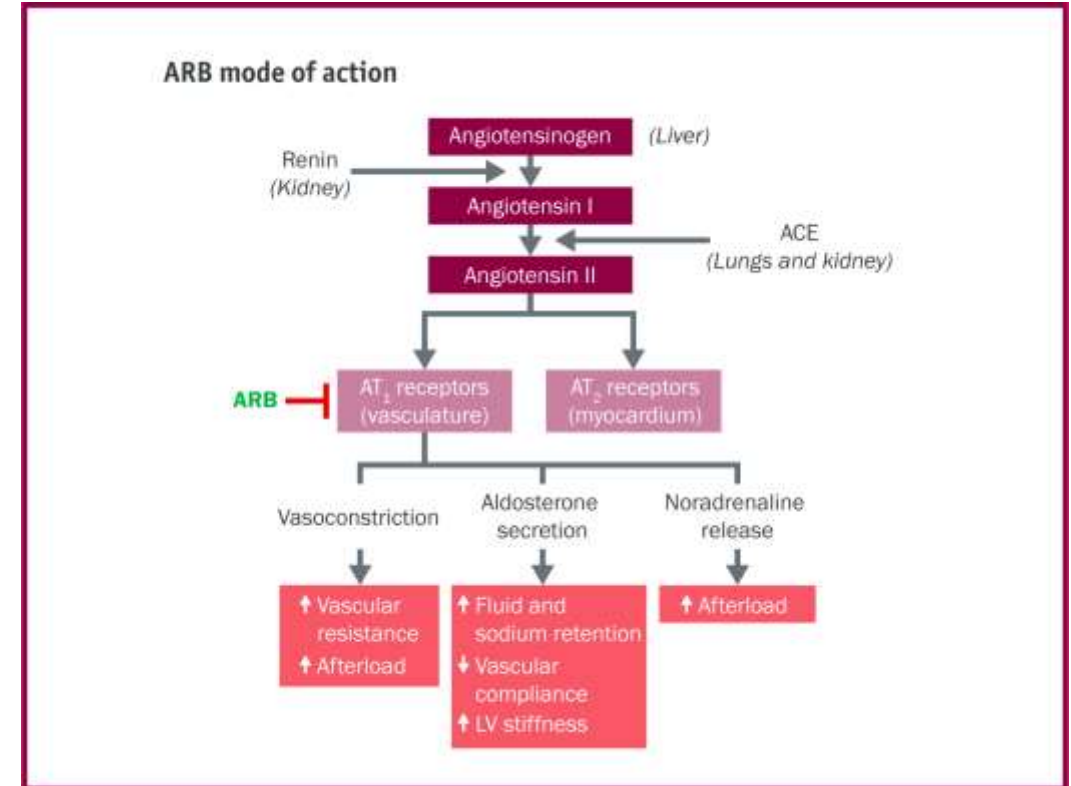 ARB mode of action
Angiotensinogen (Liver)
Renin
(Kidney)
Angiotensin I
ACE
(Lungs and kidney)
Angiotensin II
ARB
AT₁ receptors
(vasculature)
AT₂ receptors
(myocardium)
Vasoconstriction
Aldosterone
secretion
Noradrenaline
release
↑ Vascular
resistance
↑ Afterload
↑ Fluid and
sodium retention
↓ Vascular
compliance
↑ LV stiffness
↑ Afterload